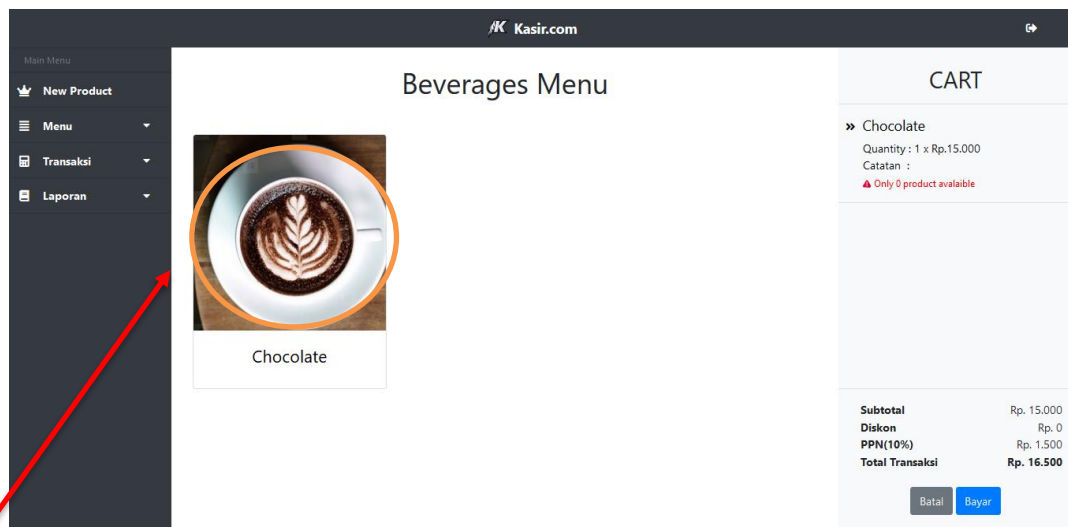 Kasir.com
Main Menu
New Product
Menu
Transaksi
Laporan
Beverages Menu
Chocolate
CART
» Chocolate
Quantity : 1 x Rp.15.000
Catatan :
Only 0 product avalaible
Subtotal Rp. 15.000
Diskon Rp. 0
PPN(10%) Rp. 1.500
Total Transaksi Rp. 16.500
Batal Bayar